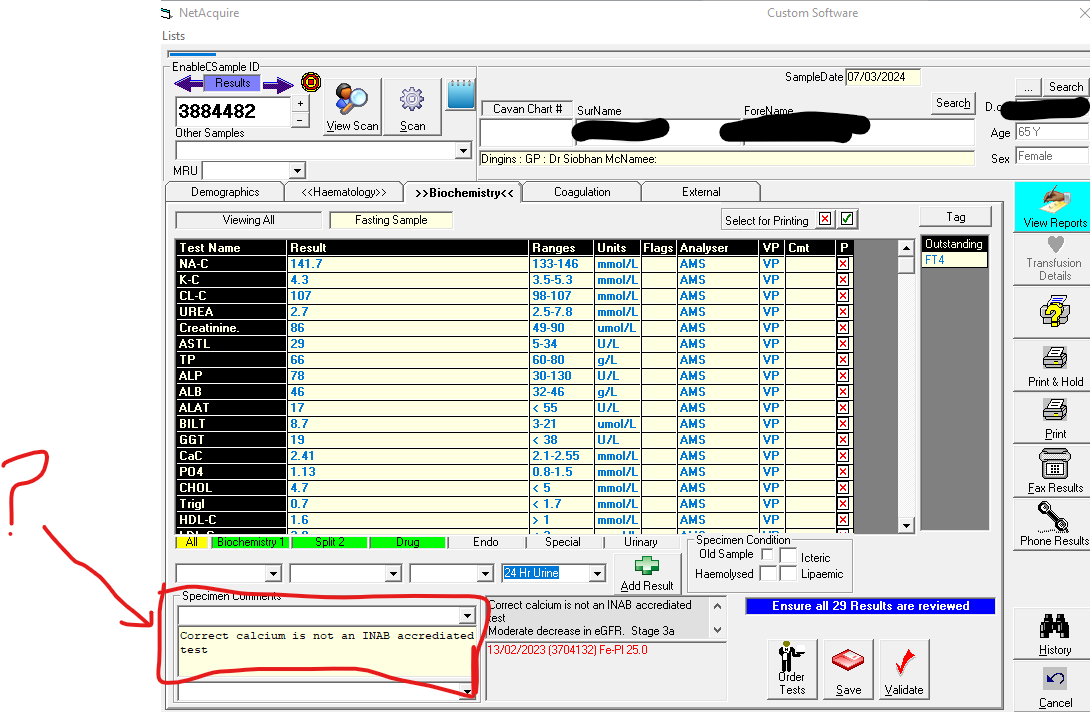 NetAcquire Custom Software
Lists
EnableCSample ID
Results
3884482
+
-
View Scan
Scan
Other Samples
MRU
SampleDate 07/03/2024
Cavan Chart # SurName ForeName Search
Dingins : GP : Dr Siobhan McNamee:
... Search
D.o
Age 65 Y
Sex Female
Demographics <<Haematology>> >>Biochemistry<< Coagulation External
Viewing All Fasting Sample Select for Printing Tag
Test Name Result Ranges Units Flags Analyser VP Cmt P
NA-C 141.7 133-146 mmol/L AMS VP
K-C 4.3 3.5-5.3 mmol/L AMS VP
CL-C 107 98-107 mmol/L AMS VP
UREA 2.7 2.5-7.8 mmol/L AMS VP
Creatinine. 86 49-90 umol/L AMS VP
ASTL 29 5-34 U/L AMS VP
TP 66 60-80 g/L AMS VP
ALP 78 30-130 U/L AMS VP
ALB 46 32-46 g/L AMS VP
ALAT 17 < 55 U/L AMS VP
BILT 8.7 3-21 umol/L AMS VP
GGT 19 < 38 U/L AMS VP
CaC 2.41 2.1-2.55 mmol/L AMS VP
PO4 1.13 0.8-1.5 mmol/L AMS VP
CHOL 4.7 < 5 mmol/L AMS VP
Trigl 0.7 < 1.7 mmol/L AMS VP
HDL-C 1.6 > 1 mmol/L AMS VP
Outstanding
FT4
View Reports
Transfusion
Details
Print & Hold
Print
Fax Results
Phone Results
History
Cancel
All Biochemistry 1 Split 2 Drug Endo Special Urinary
24 Hr Urine
Add Result
Specimen Condition
Old Sample Icteric
Haemolysed Lipaemic
?
Specimen Comments
Correct calcium is not an INAB accrediated
test
Correct calcium is not an INAB accrediated
test
Moderate decrease in eGFR. Stage 3a
13/02/2023 (3704132) Fe-PI 25.0
Ensure all 29 Results are reviewed
Order
Tests
Save
Validate